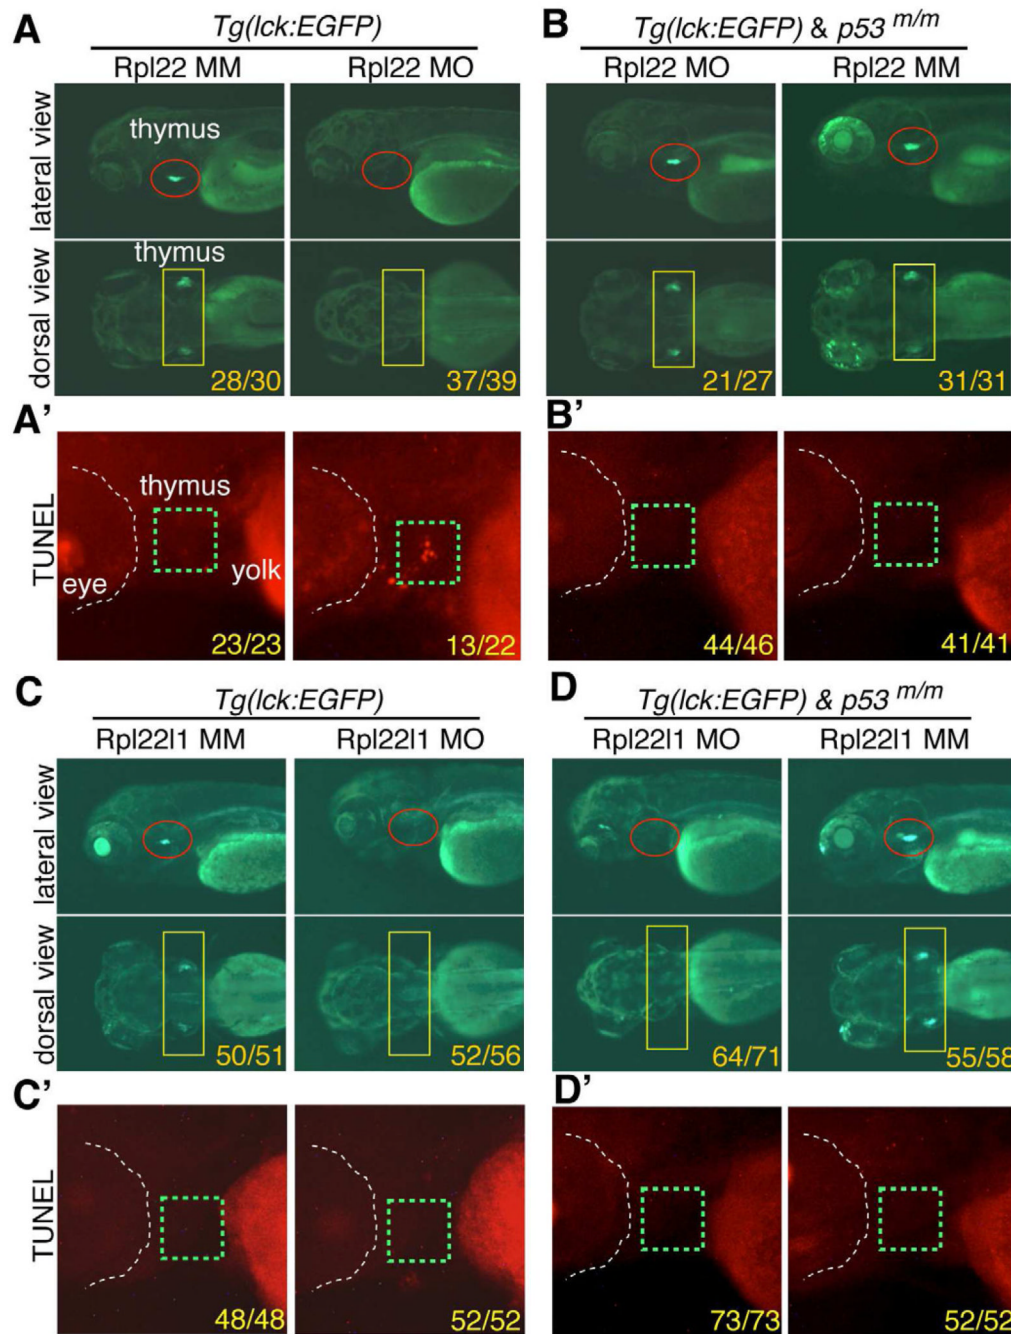 A
Tg(lck:EGFP)
Rpl22 MM
Rpl22 MO
B
Tg(lck:EGFP) & p53 m/m
Rpl22 MO
Rpl22 MM
lateral view
thymus
dorsal view
thymus
28/30
37/39
21/27
31/31
A’
B’
TUNEL
thymus
eye
yolk
23/23
13/22
44/46
41/41
C
Tg(lck:EGFP)
Rpl22l1 MM
Rpl22l1 MO
D
Tg(lck:EGFP) & p53 m/m
Rpl22l1 MO
Rpl22l1 MM
lateral view
dorsal view
50/51
52/56
64/71
55/58
C’
D’
TUNEL
48/48
52/52
73/73
52/52